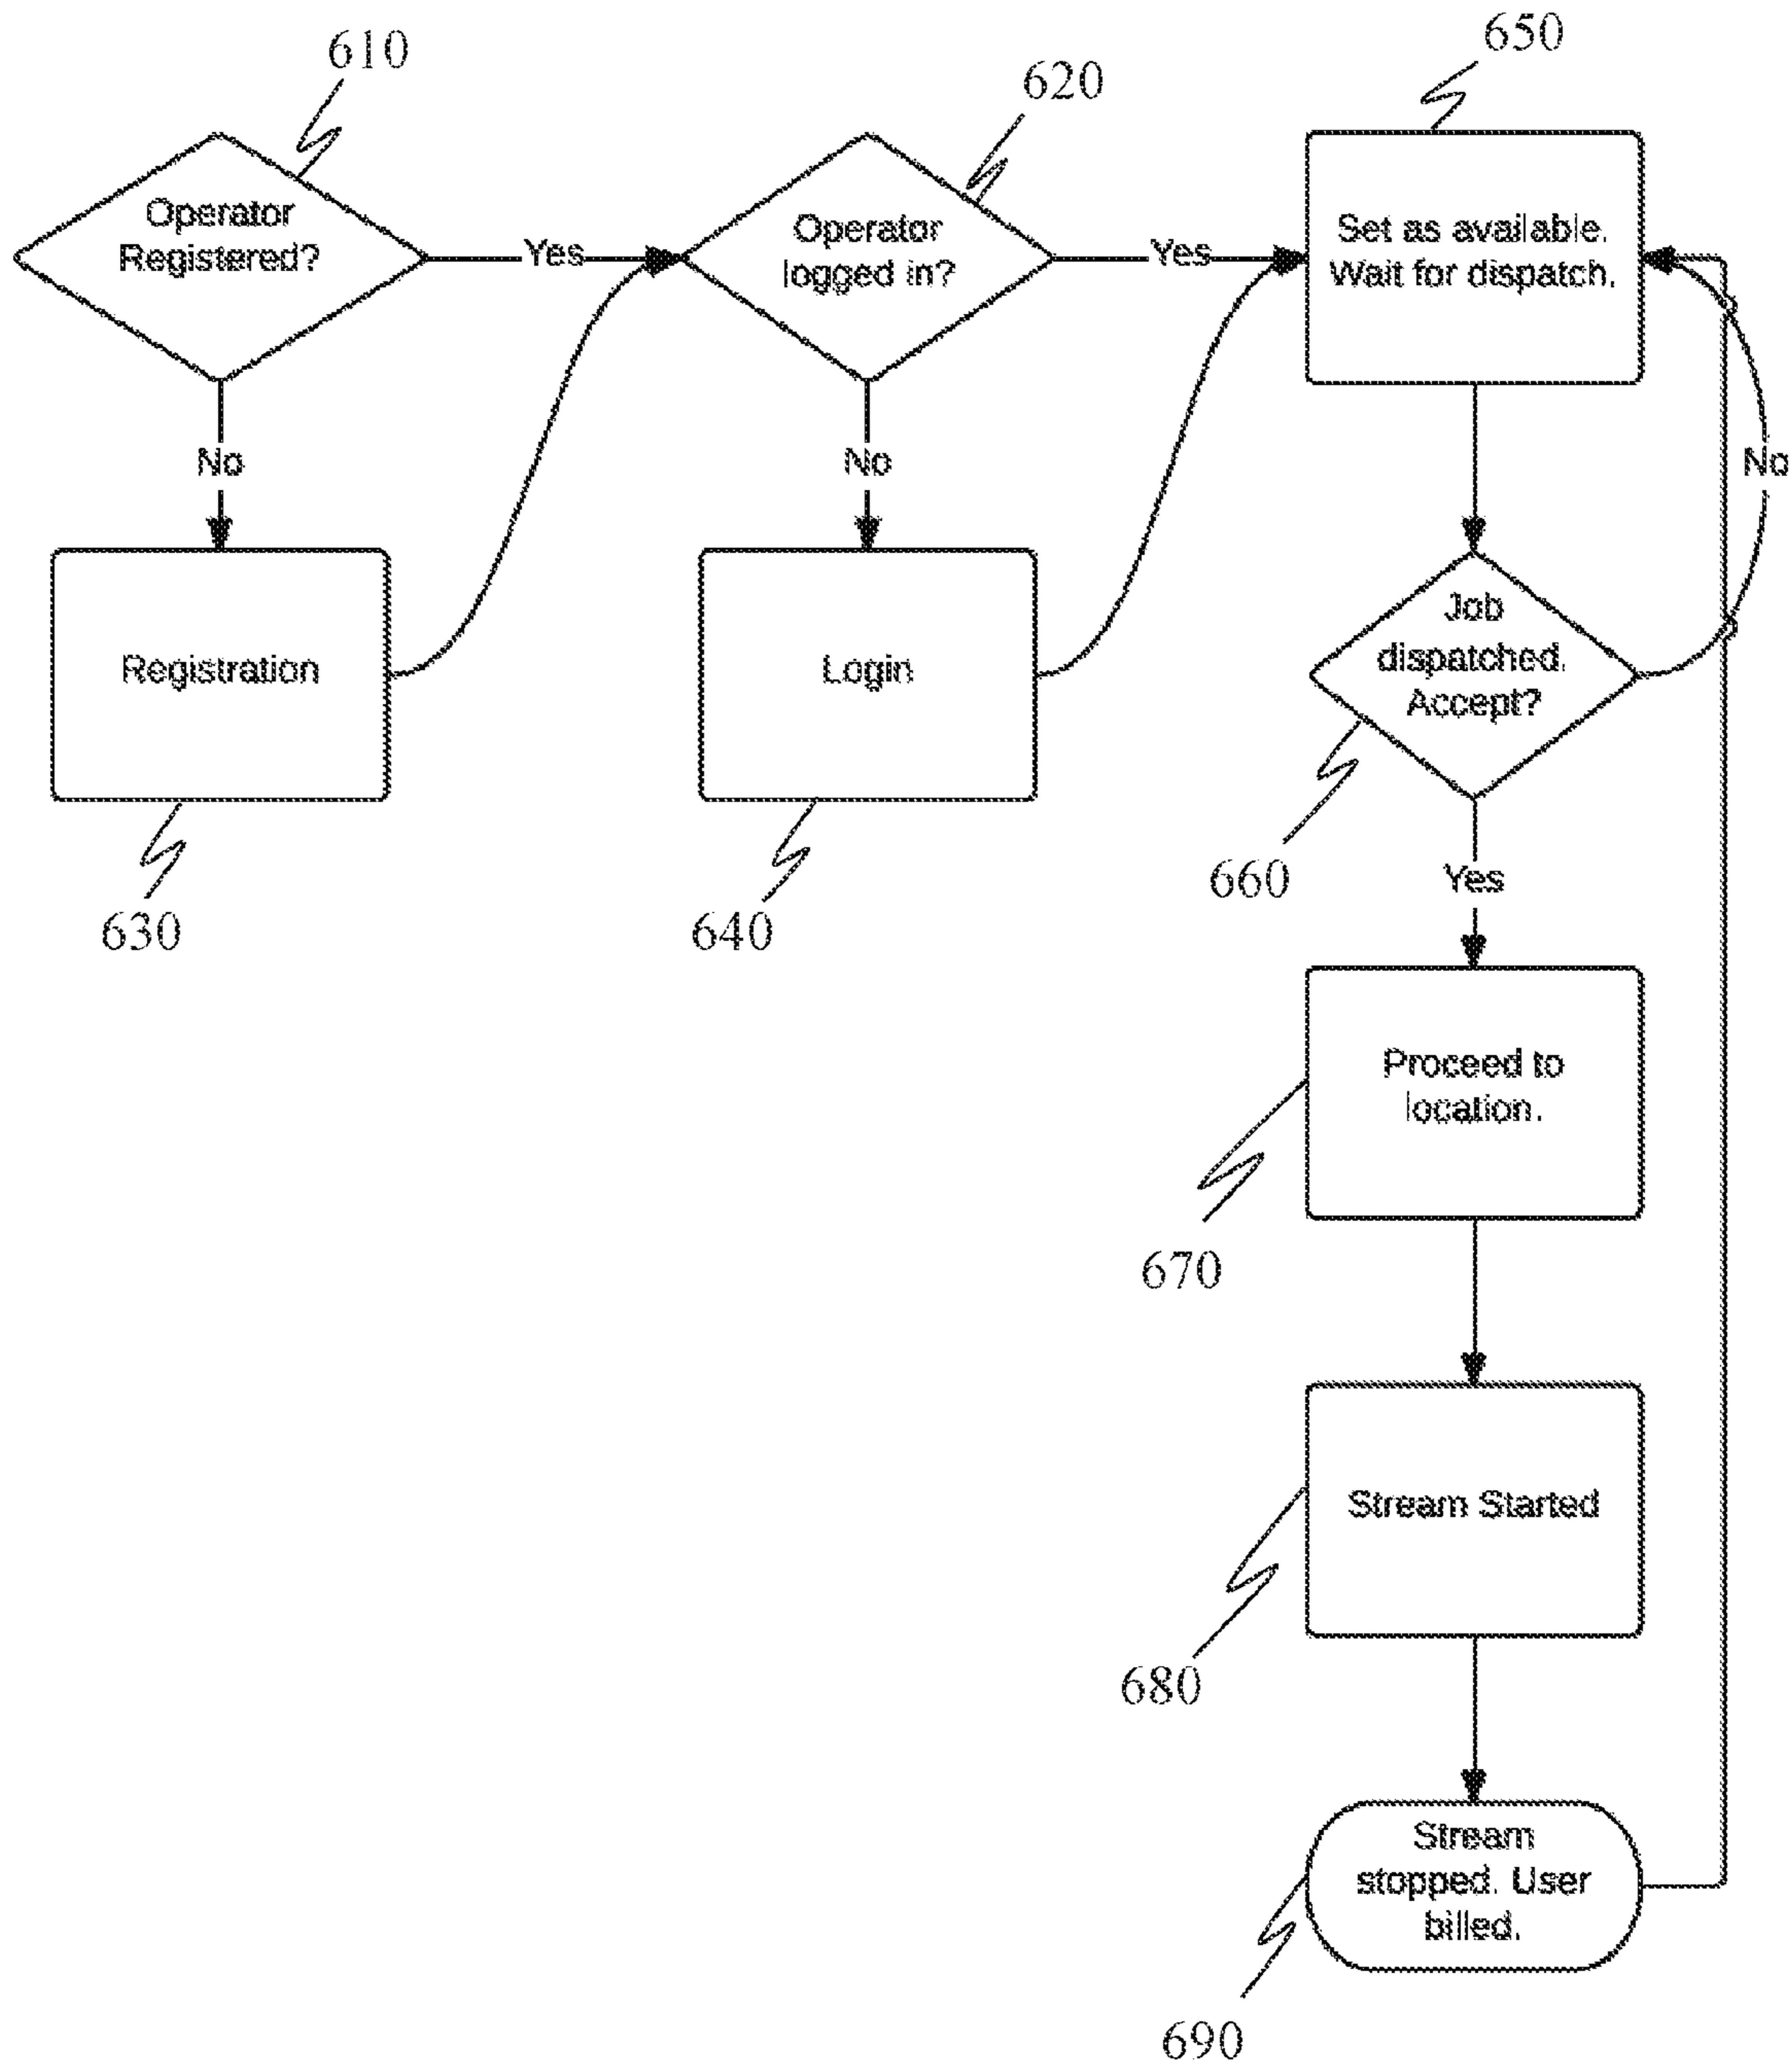 610
620
650
Operator
Registered?
Yes
Operator
logged in?
Yes
Set as available.
Wait for dispatch.
No
No
No
Registration
Login
Job
dispatched.
Accept?
630
640
660
Yes
Proceed to
location.
670
Stream Started
680
Stream
stopped. User
billed.
690